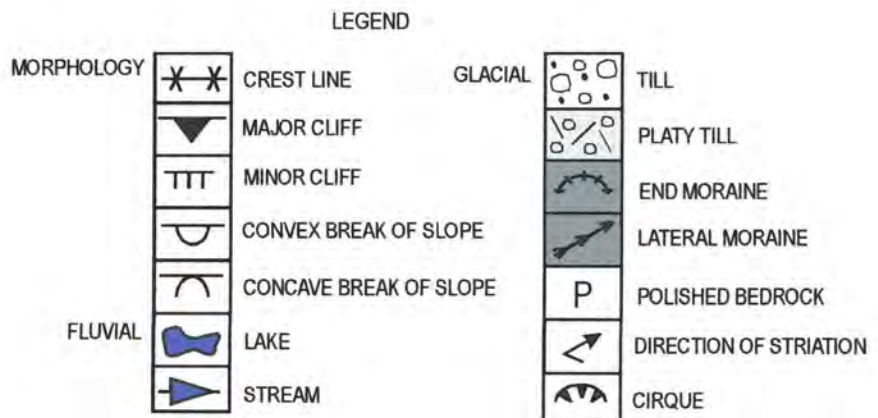 LEGEND
MORPHOLOGY
CREST LINE
MAJOR CLIFF
MINOR CLIFF
CONVEX BREAK OF SLOPE
CONCAVE BREAK OF SLOPE
FLUVIAL
LAKE
STREAM
GLACIAL
TILL
PLATY TILL
END MORAINE
LATERAL MORAINE
P
POLISHED BEDROCK
DIRECTION OF STRIATION
CIRQUE